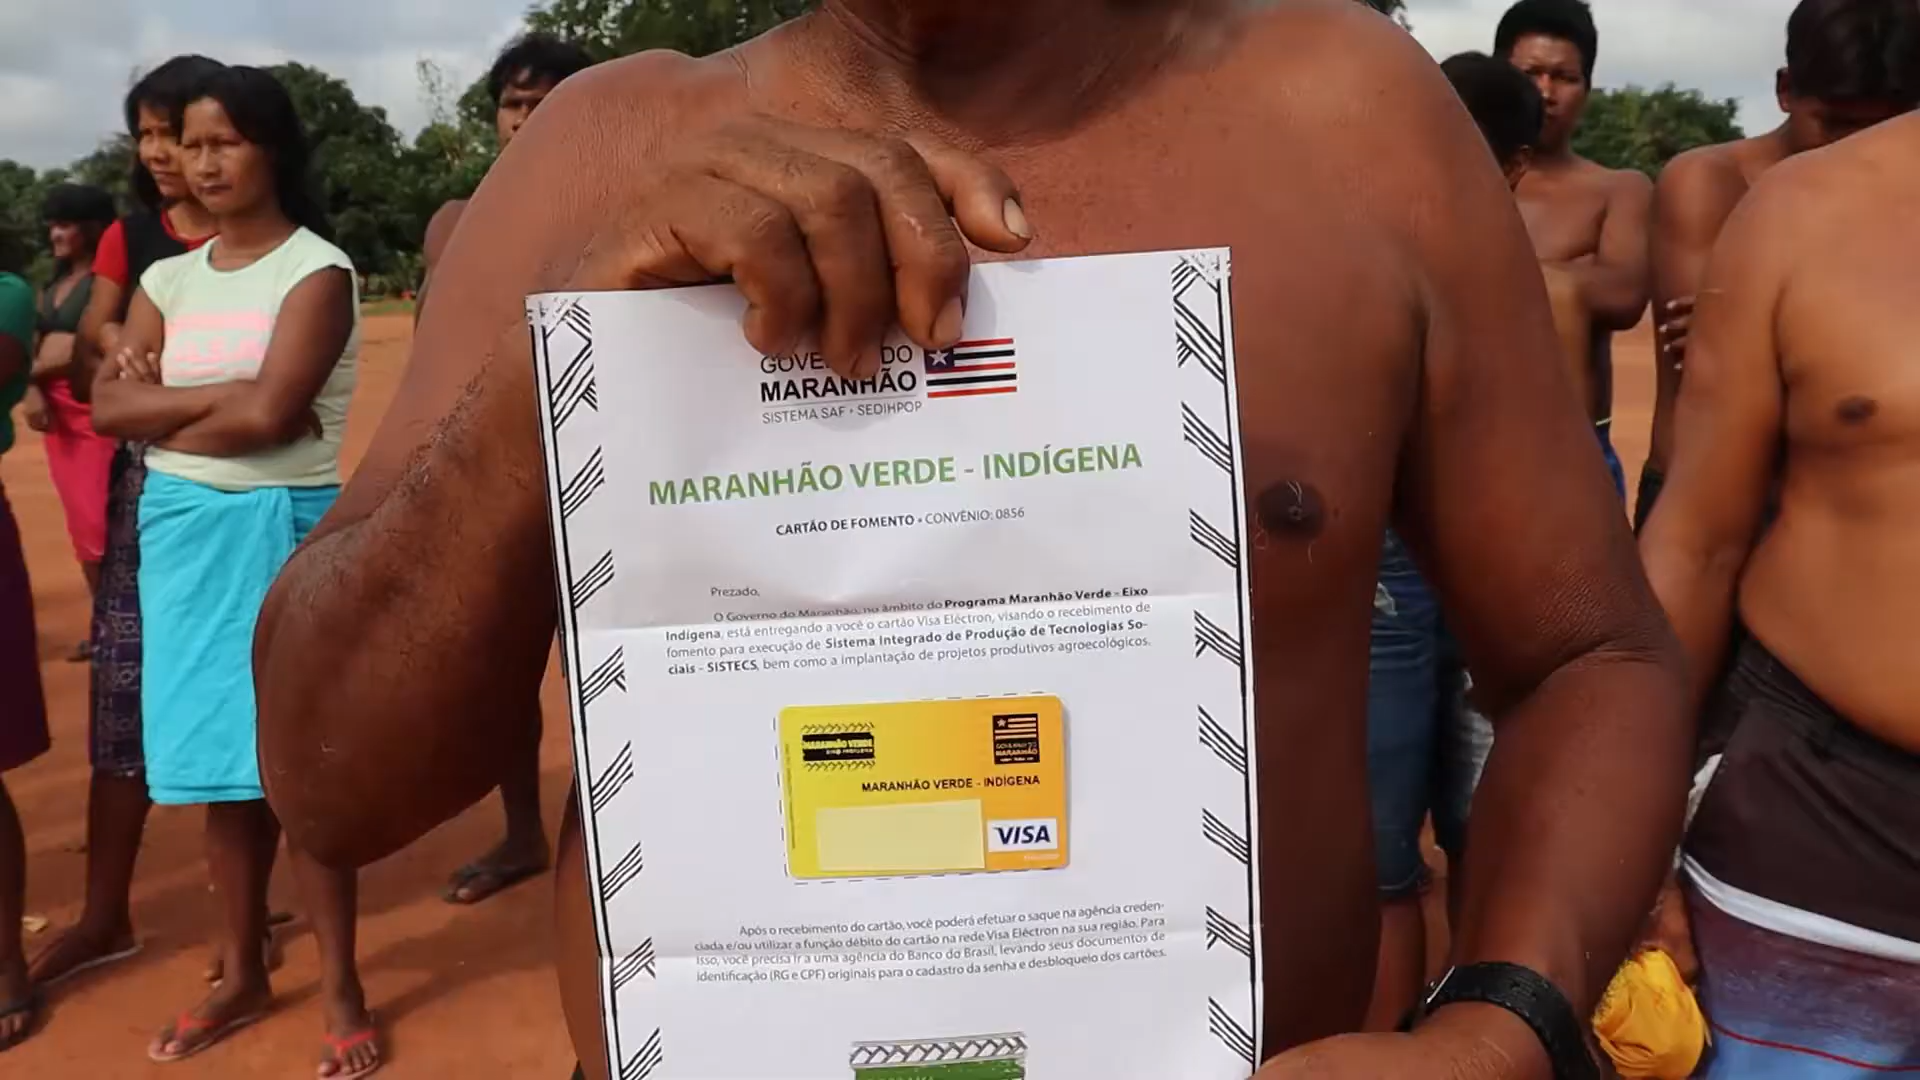 GOVE DO
MARANHÃO
SISTEMA SAF • SEDIHPOP
MARANHÃO VERDE - INDÍGENA
CARTÃO DE FOMENTO • CONVÊNIO: 0856
Prezado,
O Governo do Maranhão, no âmbito do Programa Maranhão Verde - Eixo
Indígena, está entregando a você o cartão Visa Eléctron, visando o recebimento de
fomento para execução de Sistema Integrado de Produção de Tecnologias So-
ciais - SISTECS, bem como a implantação de projetos produtivos agroecológicos.
MARANHÃO VERDE
GOVERNO DO
MARANHÃO
MARANHÃO VERDE - INDÍGENA
VISA
Após o recebimento do cartão, você poderá efetuar o saque na agência creden-
ciada e/ou utilizar a função débito do cartão na rede Visa Eléctron na sua região. Para
isso, você precisa ir a uma agência do Banco do Brasil, levando seus documentos de
identificação (RG e CPF) originais para o cadastro da senha e desbloqueio dos cartões.